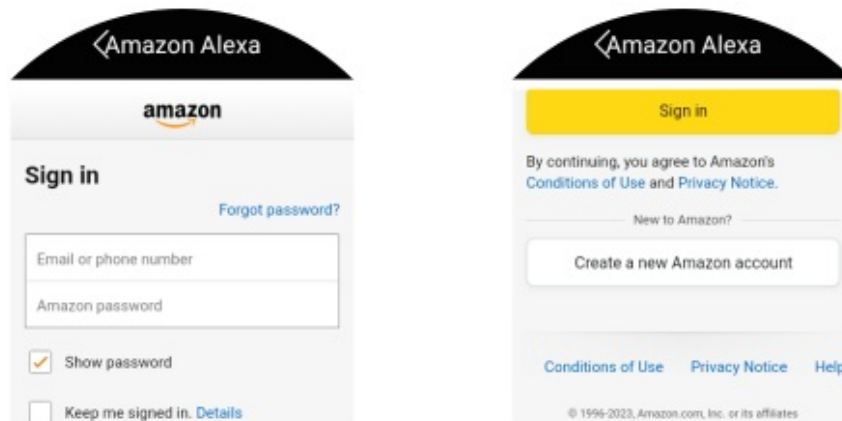 Amazon Alexa
amazon
Sign in
Forgot password?
Email or phone number
Amazon password
Show password
Keep me signed in. Details
Amazon Alexa
Sign in
By continuing, you agree to Amazon's
Conditions of Use and Privacy Notice.
New to Amazon?
Create a new Amazon account
Conditions of Use Privacy Notice Help
© 1996-2023, Amazon.com, Inc. or its affiliates